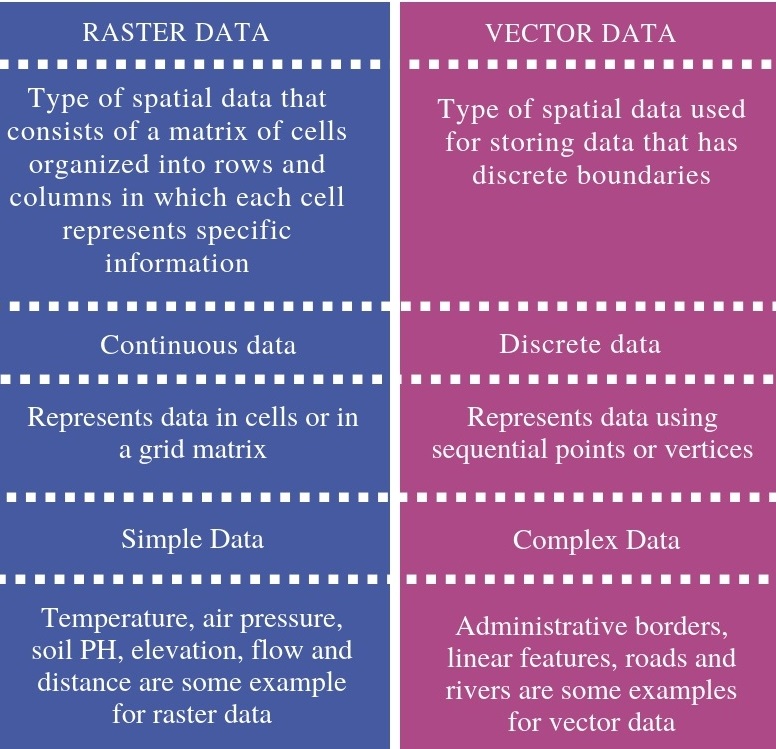 RASTER DATA
Type of spatial data that
consists of a matrix of cells
organized into rows and
columns in which each cell
represents specific
information
Continuous data
Represents data in cells or in
a grid matrix
Simple Data
Temperature, air pressure,
soil PH, elevation, flow and
distance are some example
for raster data
VECTOR DATA
Type of spatial data used
for storing data that has
discrete boundaries
Discrete data
Represents data using
sequential points or vertices
Complex Data
Administrative borders,
linear features, roads and
rivers are some examples
for vector data